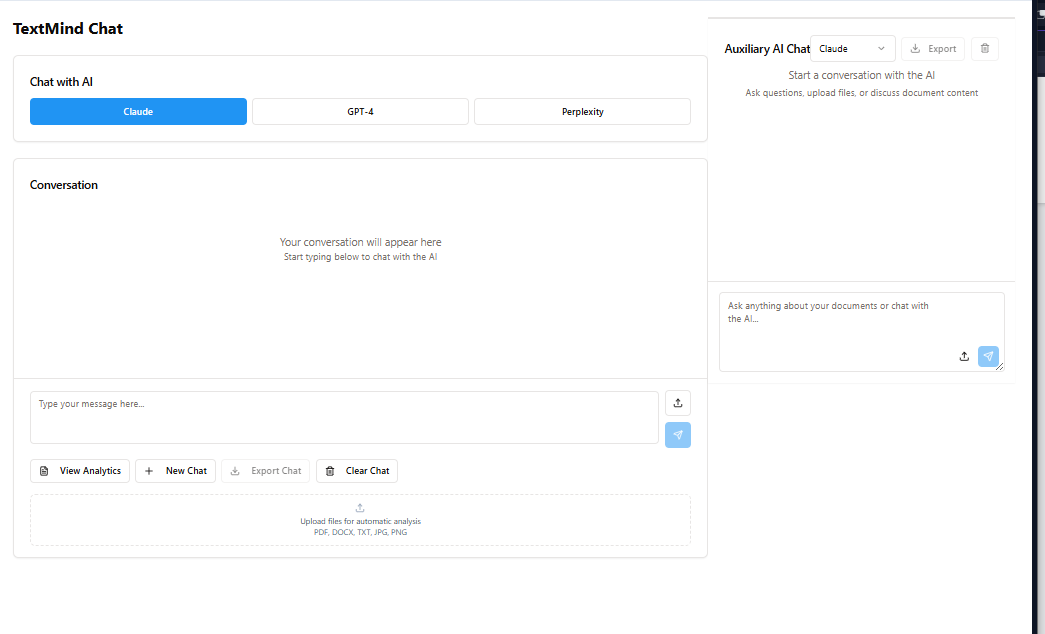 TextMind Chat
Chat with AI
Claude
GPT-4
Perplexity
Conversation
Your conversation will appear here
Start typing below to chat with the AI
Type your message here...
View Analytics
New Chat
Export Chat
Clear Chat
Upload files for automatic analysis
PDF, DOCX, TXT, JPG, PNG
Auxiliary AI Chat
Claude
Export
Start a conversation with the AI
Ask questions, upload files, or discuss document content
Ask anything about your documents or chat with
the AI...